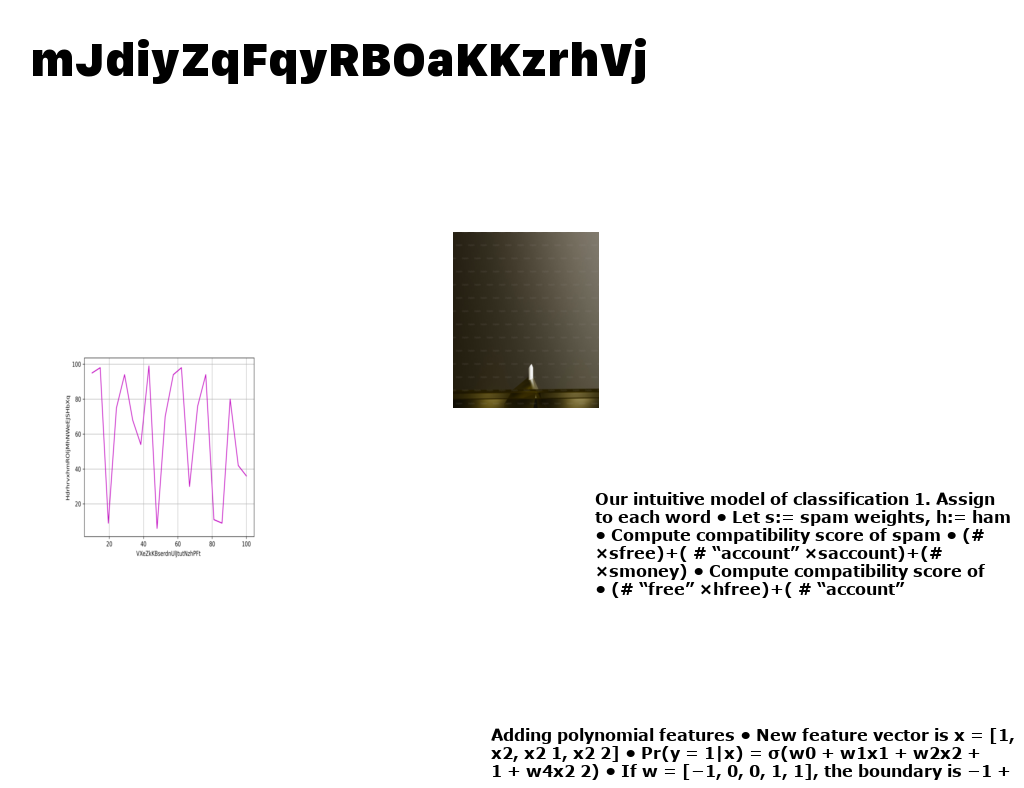 mJdiyZqFqyRBOaKKzrhVj
100
80
60
40
20
20 40 60 80 100
Our intuitive model of classification 1. Assign
to each word • Let s:= spam weights, h:= ham
• Compute compatibility score of spam • (#
×sfree)+( # “account” ×saccount)+(#
×smoney) • Compute compatibility score of
• (# “free” ×hfree)+( # “account”
Adding polynomial features • New feature vector is x = [1,
x2, x2 1, x2 2] • Pr(y = 1|x) = σ(w0 + w1x1 + w2x2 +
1 + w4x2 2) • If w = [−1, 0, 0, 1, 1], the boundary is −1 +